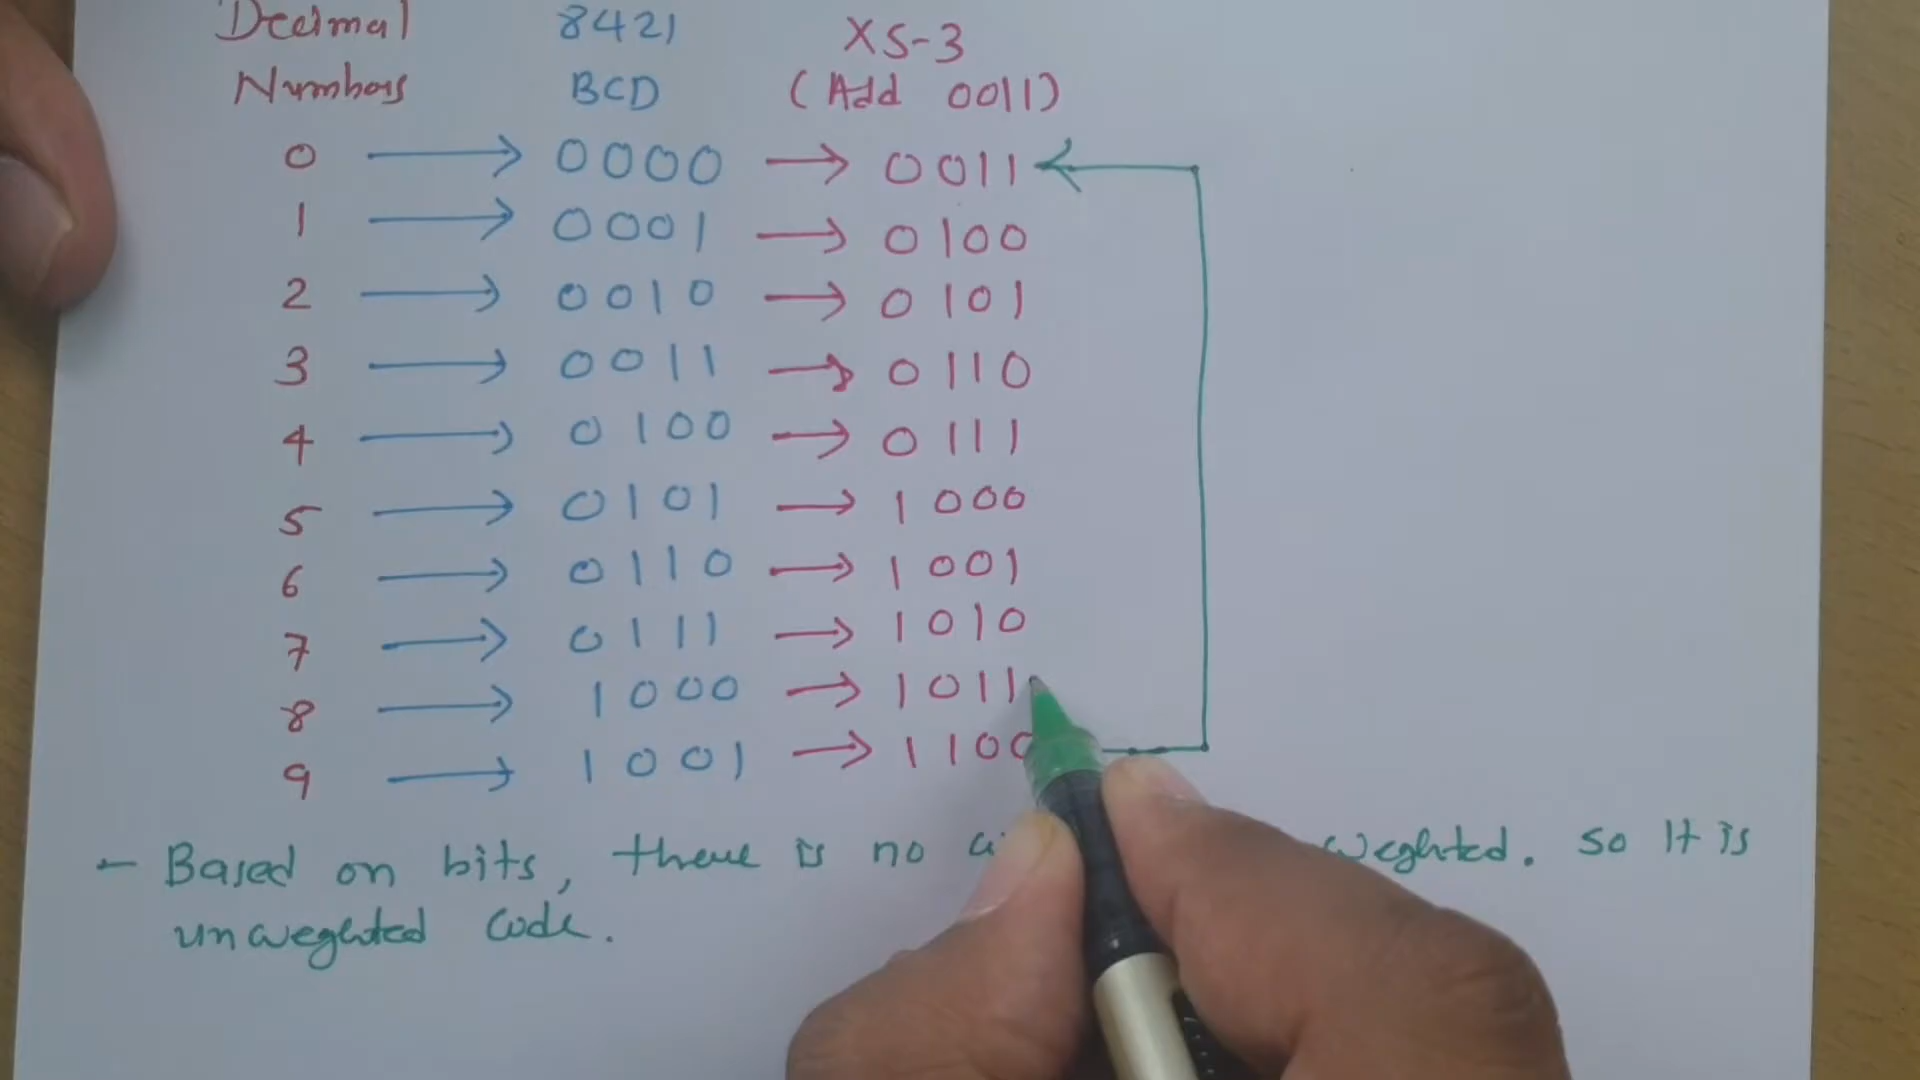 Decimal 8421 XS-3
Numbers BCD (Add 0011)
0 → 0000 → 0011
1 → 0001 → 0100
2 → 0010 → 0101
3 → 0011 → 0110
4 → 0100 → 0111
5 → 0101 → 1000
6 → 0110 → 1001
7 → 0111 → 1010
8 → 1000 → 1011
9 → 1001 → 1100
- Based on bits, there is no weghted. So It is
unweghted code.